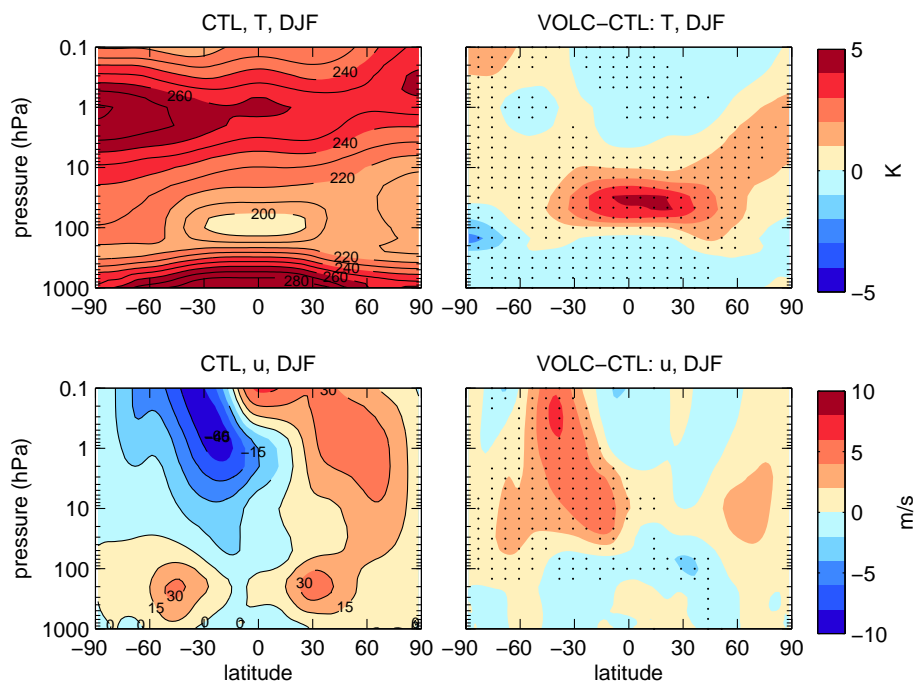 CTL, T, DJF
VOLC−CTL: T, DJF
0.1
1
10
100
1000
pressure (hPa)
240
260
240
220
200
220
240
260
280
−90 −60 −30 0 30 60 90
−90 −60 −30 0 30 60 90
5
0
−5
K
CTL, u, DJF
VOLC−CTL: u, DJF
0.1
1
10
100
1000
pressure (hPa)
30
−15
30
30
15
15
0 0 0 0
−90 −60 −30 0 30 60 90
−90 −60 −30 0 30 60 90
latitude
latitude
10
5
0
−5
−10
m/s